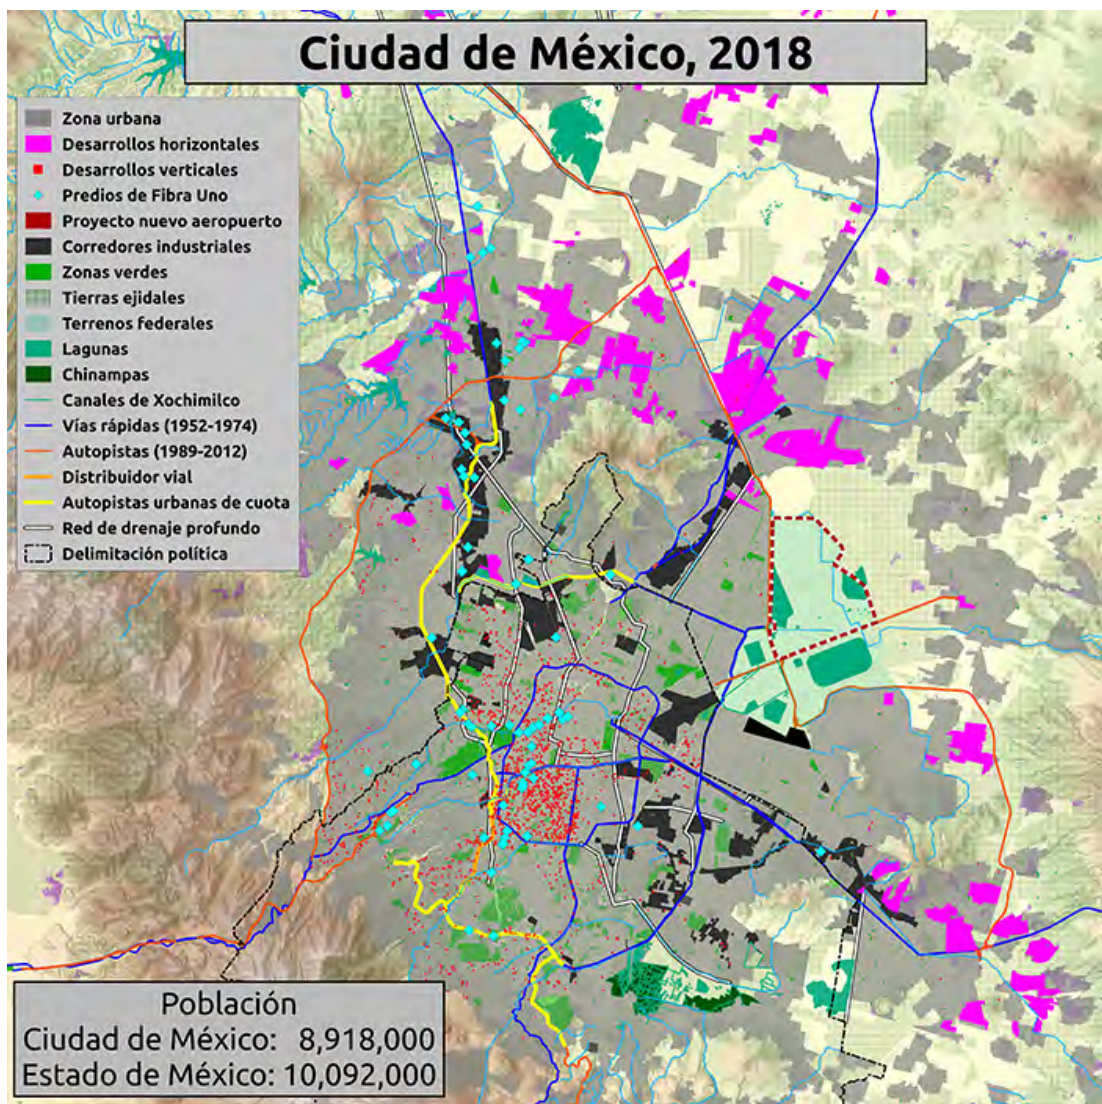 Ciudad de México, 2018
Zona urbana
Desarrollos horizontales
Desarrollos verticales
Predios de Fibra Uno
Proyecto nuevo aeropuerto
Corredores industriales
Zonas verdes
Tierras ejidales
Terrenos federales
Lagunas
Chinampas
Canales de Xochimilco
Vías rápidas (1952-1974)
Autopistas (1989-2012)
Distribuidor vial
Autopistas urbanas de cuota
Red de drenaje profundo
Delimitación política
Población
Ciudad de México: 8,918,000
Estado de México: 10,092,000